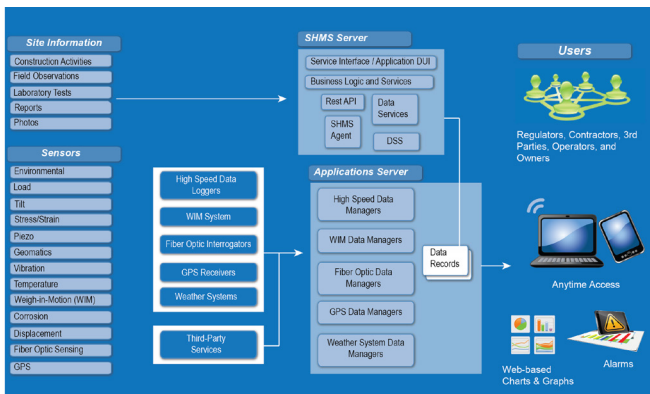 Site Information
Construction Activities
Field Observations
Laboratory Tests
Reports
Photos
Sensors
Environmental
Load
Tilt
Stress/Strain
Piezo
Geomatics
Vibration
Temperature
Weigh-in-Motion (WIM)
Corrosion
Displacement
Fiber Optic Sensing
GPS
High Speed Data
Loggers
WIM System
Fiber Optic Interrogators
GPS Receivers
Weather Systems
Third-Party
Services
SHMS Server
Service Interface / Application DUI
Business Logic and Services
Rest API
Data
Services
SHMS
Agent
DSS
Applications Server
High Speed Data
Managers
WIM Data Managers
Fiber Optic Data
Managers
GPS Data Managers
Weather System Data
Managers
Data
Records
Users
Regulators, Contractors, 3rd
Parties, Operators, and
Owners
Anytime Access
Web-based
Charts & Graphs
Alarms